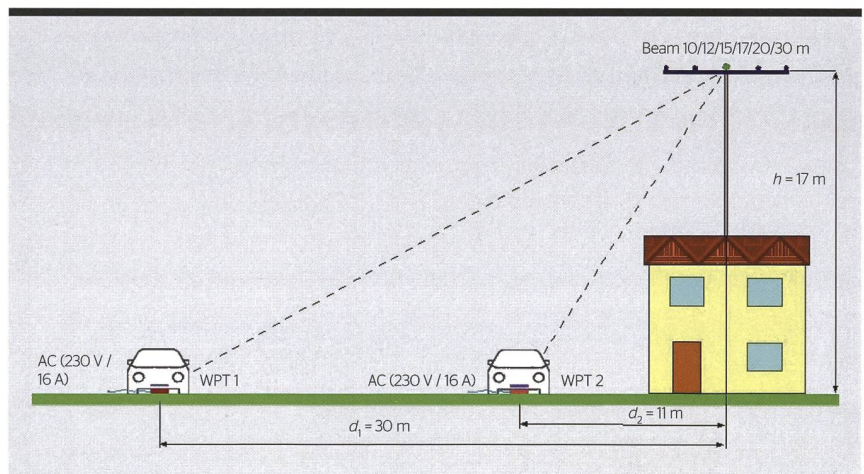 Beam 10/12/15/17/20/30 m
h = 17 m
AC (230 V /
16 A)
WPT 1
AC (230 V / 16 A)
WPT 2
d₂ = 11 m
d₁ = 30 m